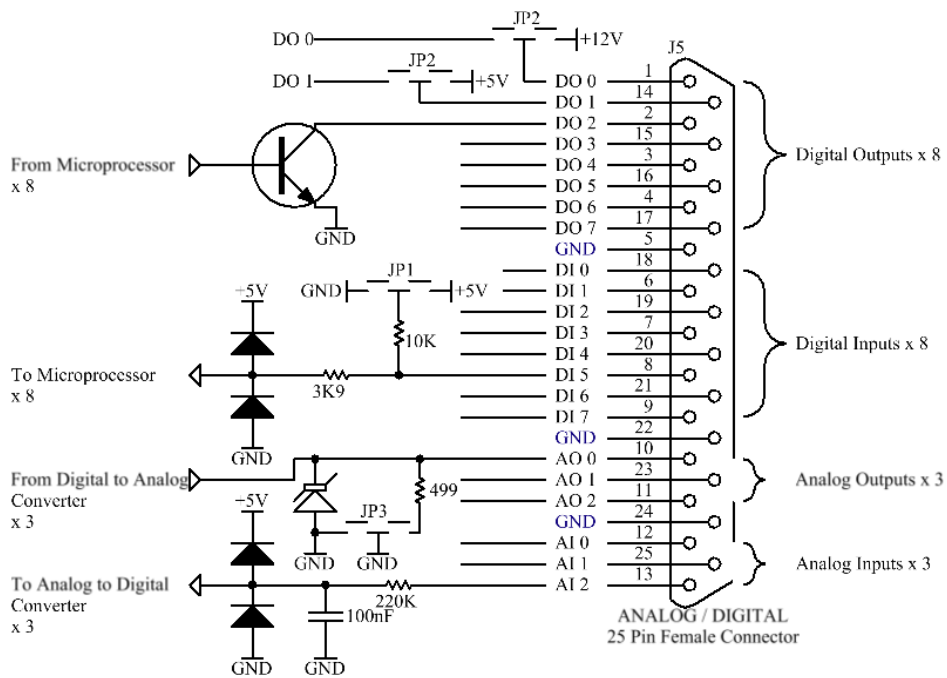 JP2
DO 0 +12V
JP2
DO 1 +5V
J5
DO 0 1
DO 1 14
DO 2 2
DO 3 15
DO 4 3
DO 5 16
DO 6 4
DO 7 17
GND 5
DI 0 18
DI 1 6
DI 2 19
DI 3 7
DI 4 20
DI 5 8
DI 6 21
DI 7 9
GND 22
AO 0 10
AO 1 23
AO 2 11
GND 24
AI 0 12
AI 1 25
AI 2 13
Digital Outputs x 8
Digital Inputs x 8
Analog Outputs x 3
Analog Inputs x 3
ANALOG / DIGITAL
25 Pin Female Connector
From Microprocessor
x 8
GND
JP1
GND +5V
10K
+5V
To Microprocessor
x 8
3K9
GND
From Digital to Analog
Converter
x 3
499
JP3
GND GND
+5V
To Analog to Digital
Converter
x 3
220K
100nF
GND GND